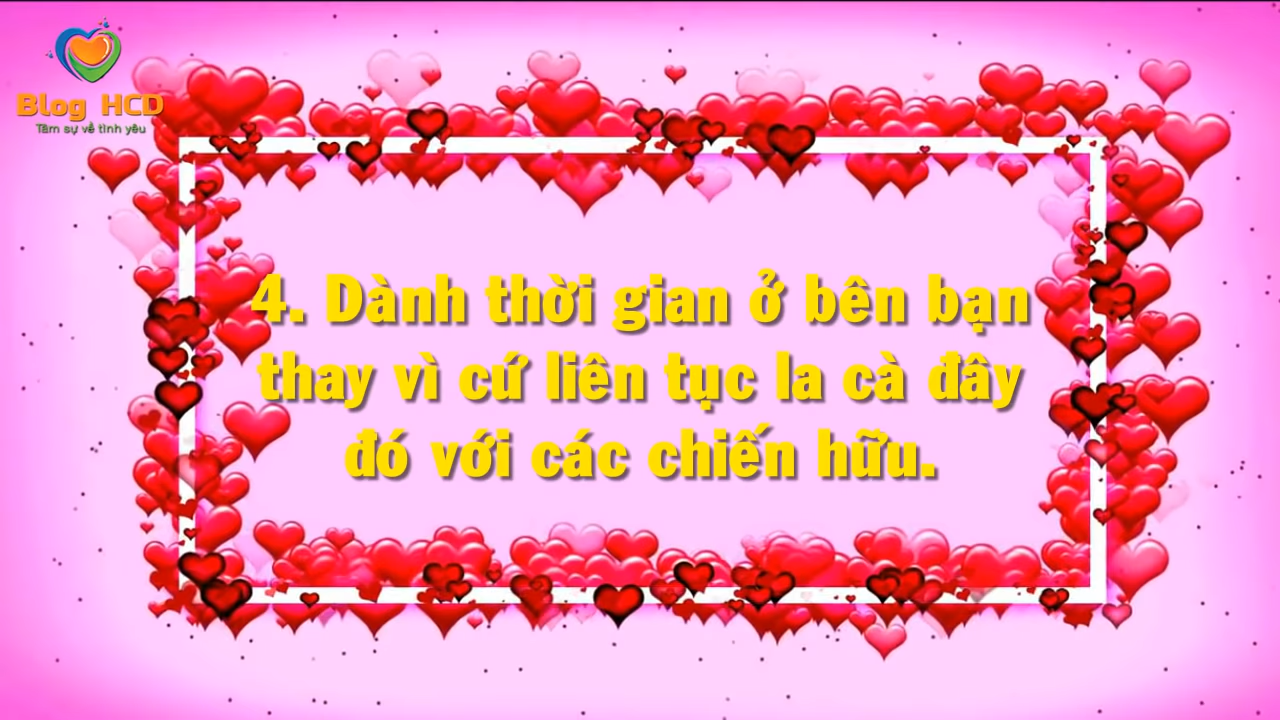 Blog HCD
Tâm sự về tình yêu
4. Dành thời gian ở bên bạn
thay vì cứ liên tục la cà đây
đó với các chiến hữu.